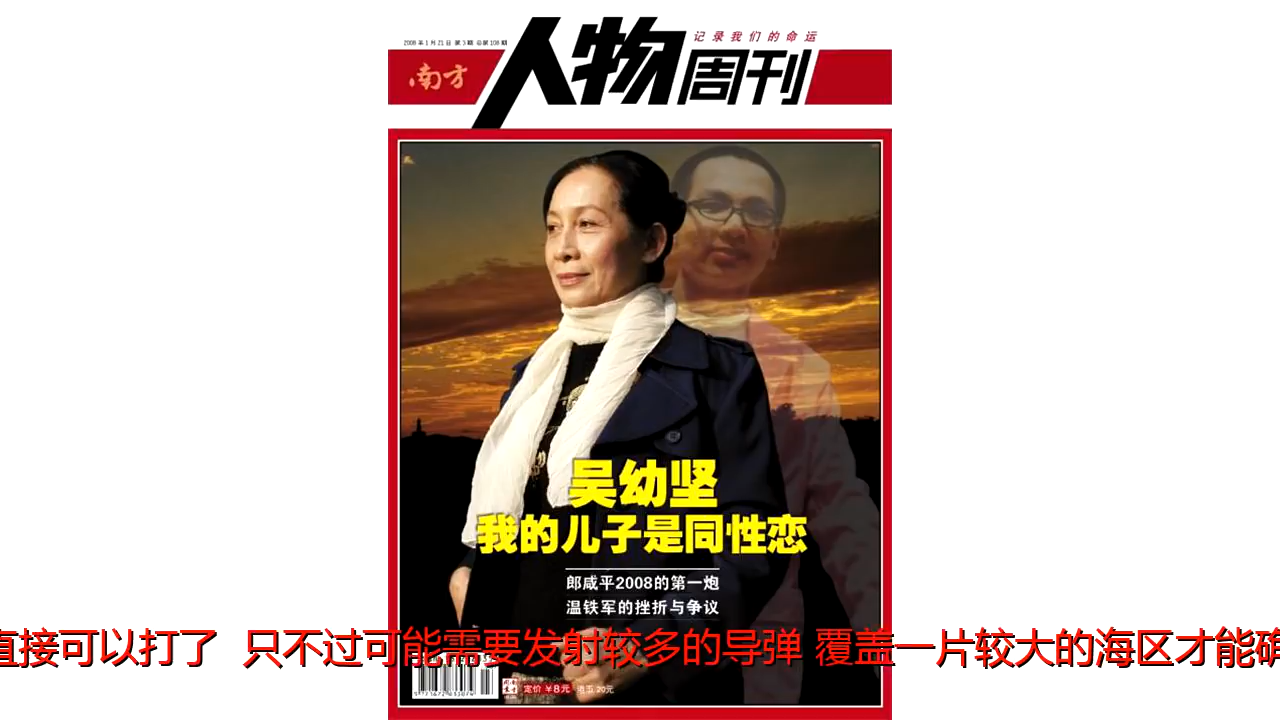 记录我们的命运
2008年1月21日 第3期 总第108期
南方
人物周刊
吴幼坚
我的儿子是同性恋
郎咸平2008的第一炮
温铁军的挫折与争议
直接可以打了 只不过可能需要发射较多的导弹 覆盖一片较大的海区才能确
定价 ¥8元 港币 20元